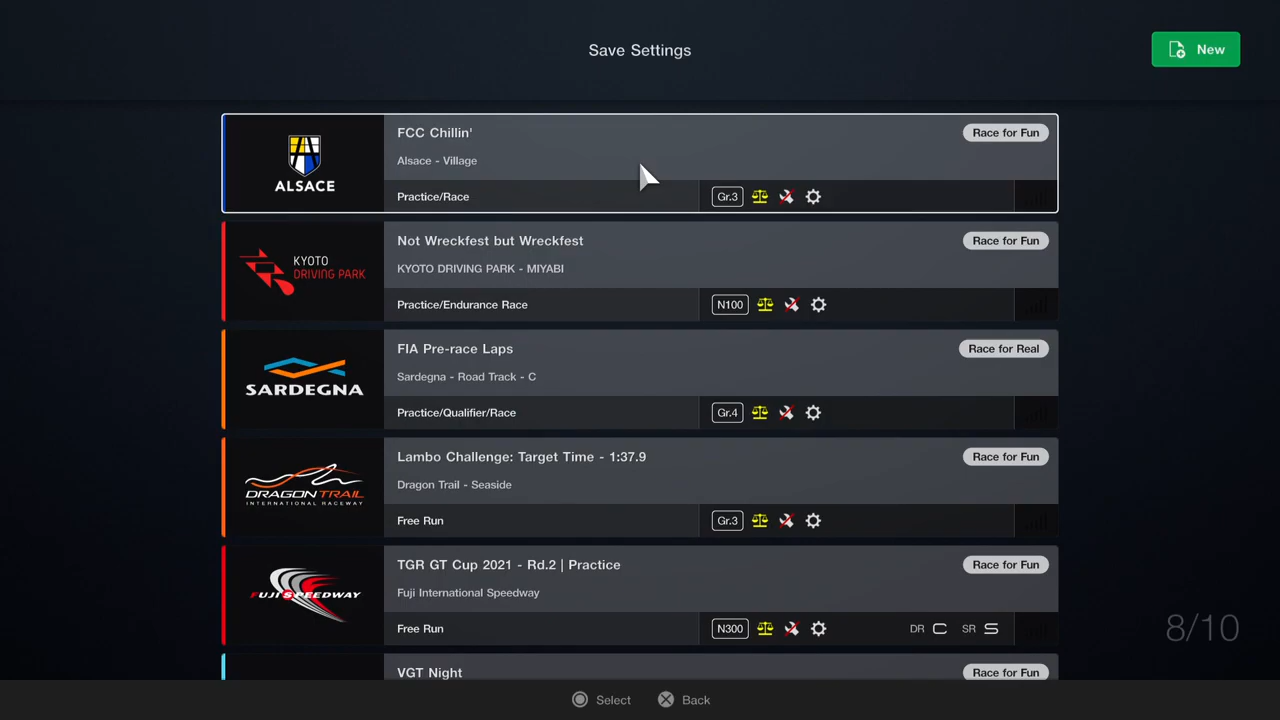 Save Settings
New
FCC Chillin'
Race for Fun
ALSACE
Alsace - Village
Practice/Race
Gr.3
Not Wreckfest but Wreckfest
Race for Fun
KYOTO
DRIVING PARK
KYOTO DRIVING PARK - MIYABI
Practice/Endurance Race
N100
FIA Pre-race Laps
Race for Real
SARDEGNA
Sardegna - Road Track - C
Practice/Qualifier/Race
Gr.4
Lambo Challenge: Target Time - 1:37.9
Race for Fun
DRAGON TRAIL
INTERNATIONAL RACEWAY
Dragon Trail - Seaside
Free Run
Gr.3
TGR GT Cup 2021 - Rd.2 | Practice
Race for Fun
FUJI SPEEDWAY
Fuji International Speedway
Free Run
N300
DR C SR S
8/10
VGT Night
Race for Fun
Select
Back